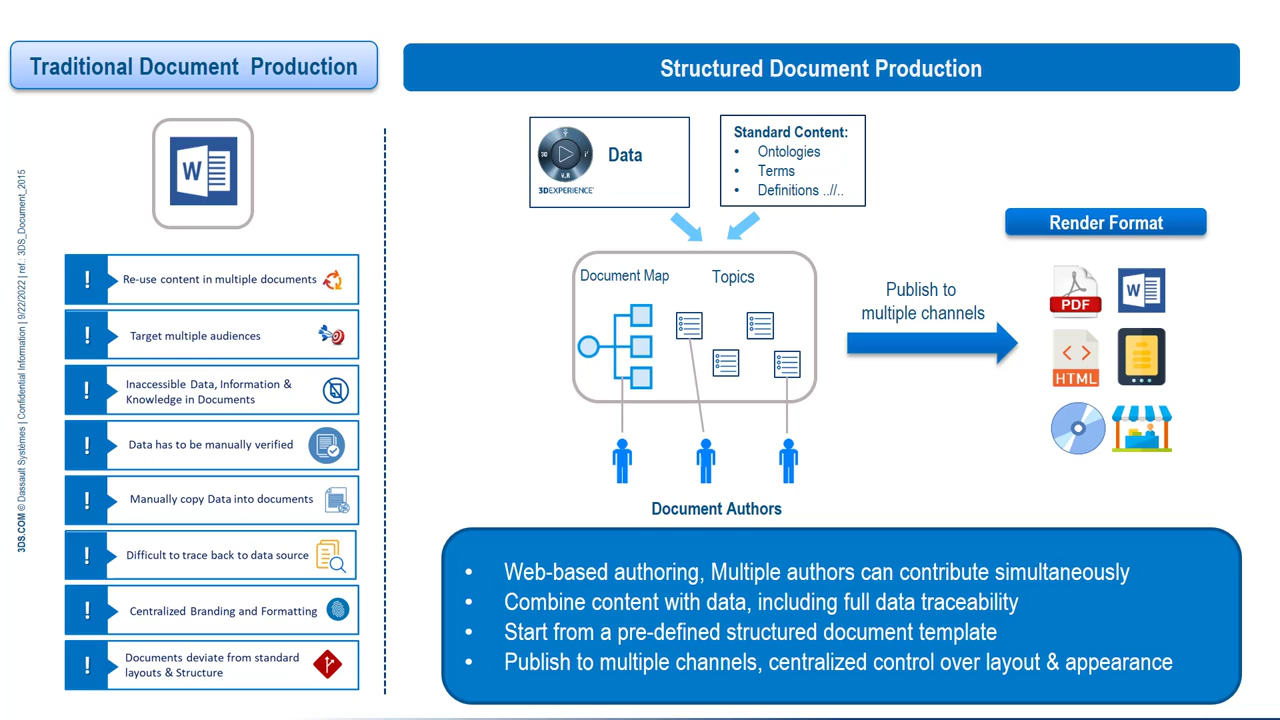 Traditional Document Production
Structured Document Production
3DS.COM © Dassault Systèmes | Confidential Information | 9/22/2022 | ref.: 3DS_Document_2015
W
! Re-use content in multiple documents
! Target multiple audiences
! Inaccessible Data, Information &
Knowledge in Documents
! Data has to be manually verified
! Manually copy Data into documents
! Difficult to trace back to data source
! Centralized Branding and Formatting
! Documents deviate from standard
layouts & Structure
3D
V.R
3DEXPERIENCE
Data
Standard Content:
• Ontologies
• Terms
• Definitions ..//..
Document Map
Topics
Document Authors
Publish to
multiple channels
Render Format
PDF
W
HTML
• Web-based authoring, Multiple authors can contribute simultaneously
• Combine content with data, including full data traceability
• Start from a pre-defined structured document template
• Publish to multiple channels, centralized control over layout & appearance